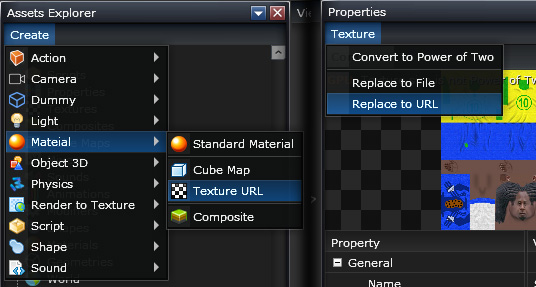 Assets Explorer
Create
Action
Camera
Dummy
Light
Mateial
Object 3D
Physics
Render to Texture
Script
Shape
Sound
World
Standard Material
Cube Map
Texture URL
Composite
Properties
Texture
Convert to Power of Two
Replace to File
Replace to URL
10
Property
General
Name